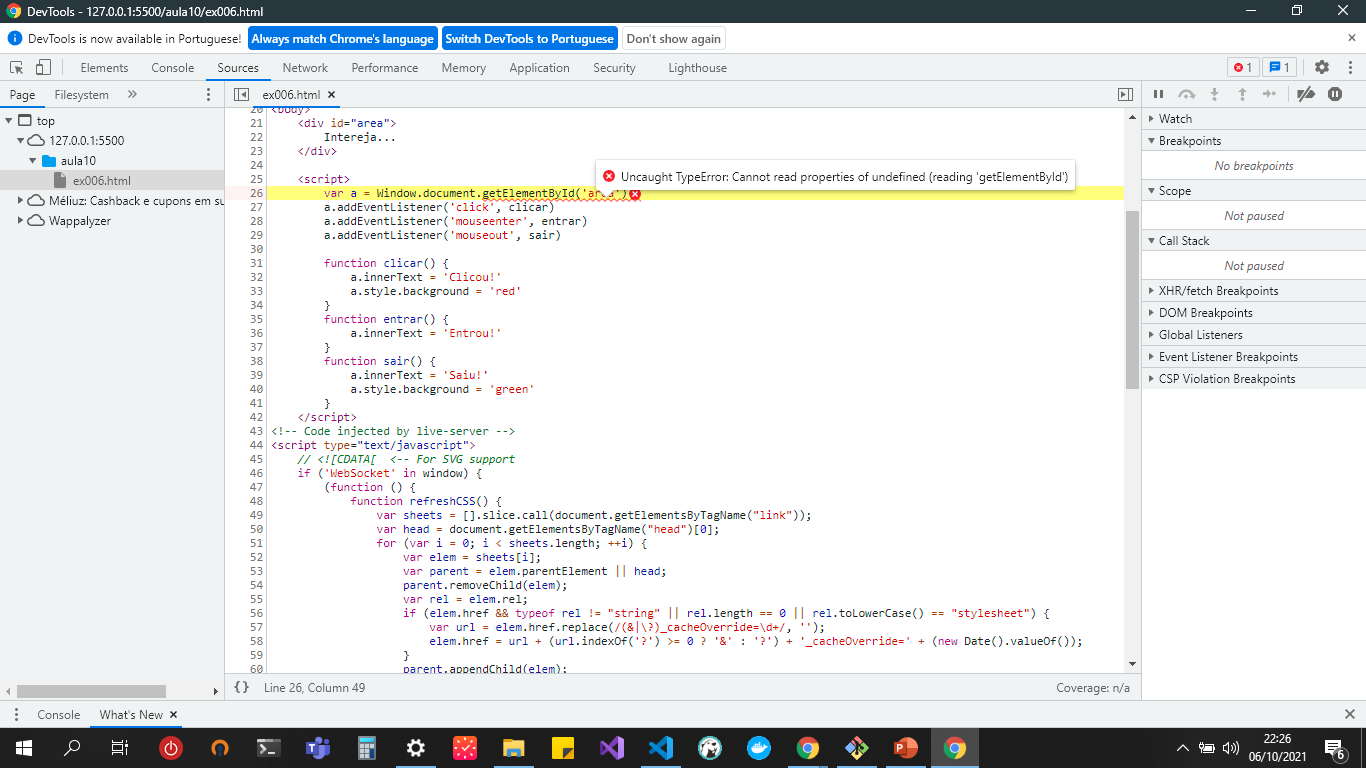 DevTools - 127.0.0.1:5500/aula10/ex006.html
DevTools is now available in Portuguese! Always match Chrome's language Switch DevTools to Portuguese Don't show again
Elements Console Sources Network Performance Memory Application Security Lighthouse 1 1
Page Filesystem ex006.html
top
127.0.0.1:5500
aula10
ex006.html
Méliuz: Cashback e cupons em su
Wappalyzer
20 <body>
21 <div id="area">
22 Intereja...
23 </div>
24
25 <script>
Uncaught TypeError: Cannot read properties of undefined (reading 'getElementById')
26 var a = Window.document.getElementById('area')
27 a.addEventListener('click', clicar)
28 a.addEventListener('mouseenter', entrar)
29 a.addEventListener('mouseout', sair)
30
31 function clicar() {
32 a.innerText = 'Clicou!'
33 a.style.background = 'red'
34 }
35 function entrar() {
36 a.innerText = 'Entrou!'
37 }
38 function sair() {
39 a.innerText = 'Saiu!'
40 a.style.background = 'green'
41 }
42 </script>
43 <!-- Code injected by live-server -->
44 <script type="text/javascript">
45 // <![CDATA[ <-- For SVG support
46 if ('WebSocket' in window) {
47 (function () {
48 function refreshCSS() {
49 var sheets = [].slice.call(document.getElementsByTagName("link"));
50 var head = document.getElementsByTagName("head")[0];
51 for (var i = 0; i < sheets.length; ++i) {
52 var elem = sheets[i];
53 var parent = elem.parentElement || head;
54 parent.removeChild(elem);
55 var rel = elem.rel;
56 if (elem.href && typeof rel != "string" || rel.length == 0 || rel.toLowerCase() == "stylesheet") {
57 var url = elem.href.replace(/(&|\?)_cacheOverride=\d+/, '');
58 elem.href = url + (url.indexOf('?') >= 0 ? '&' : '?') + '_cacheOverride=' + (new Date().valueOf());
59 }
60 parent.appendChild(elem);
{} Line 26, Column 49 Coverage: n/a
Watch
Breakpoints
No breakpoints
Scope
Not paused
Call Stack
Not paused
XHR/fetch Breakpoints
DOM Breakpoints
Global Listeners
Event Listener Breakpoints
CSP Violation Breakpoints
Console What's New
22:26
06/10/2021
6